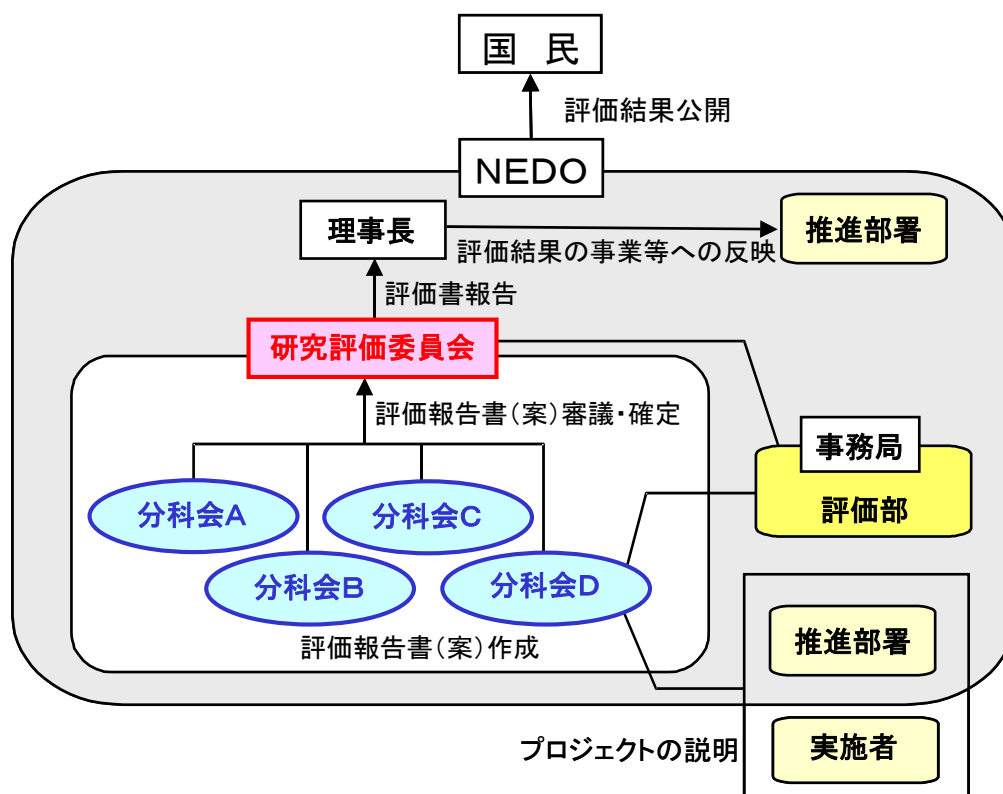 国　民
評価結果公開
NEDO
理事長
推進部署
評価結果の事業等への反映
評価書報告
研究評価委員会
評価報告書(案)審議・確定
事務局
評価部
分科会A
分科会C
分科会B
分科会D
評価報告書(案)作成
推進部署
プロジェクトの説明
実施者